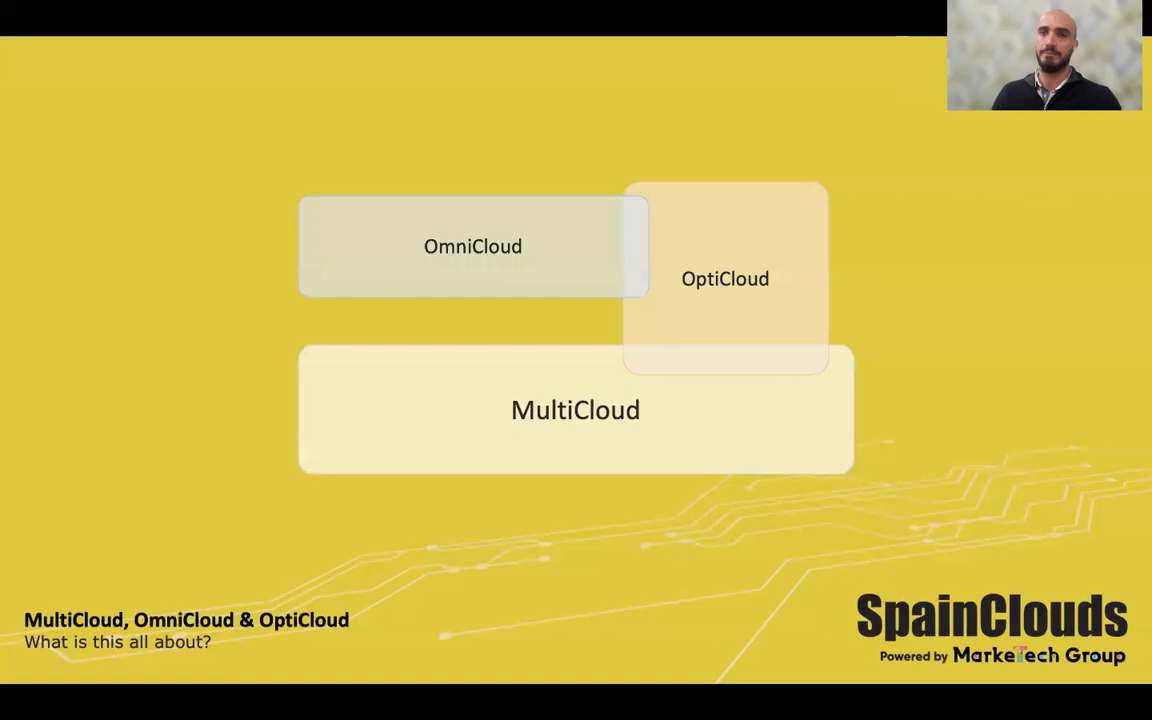 OmniCloud
OptiCloud
MultiCloud
MultiCloud, OmniCloud & OptiCloud
What is this all about?
SpainClouds
Powered by MarkeTech Group